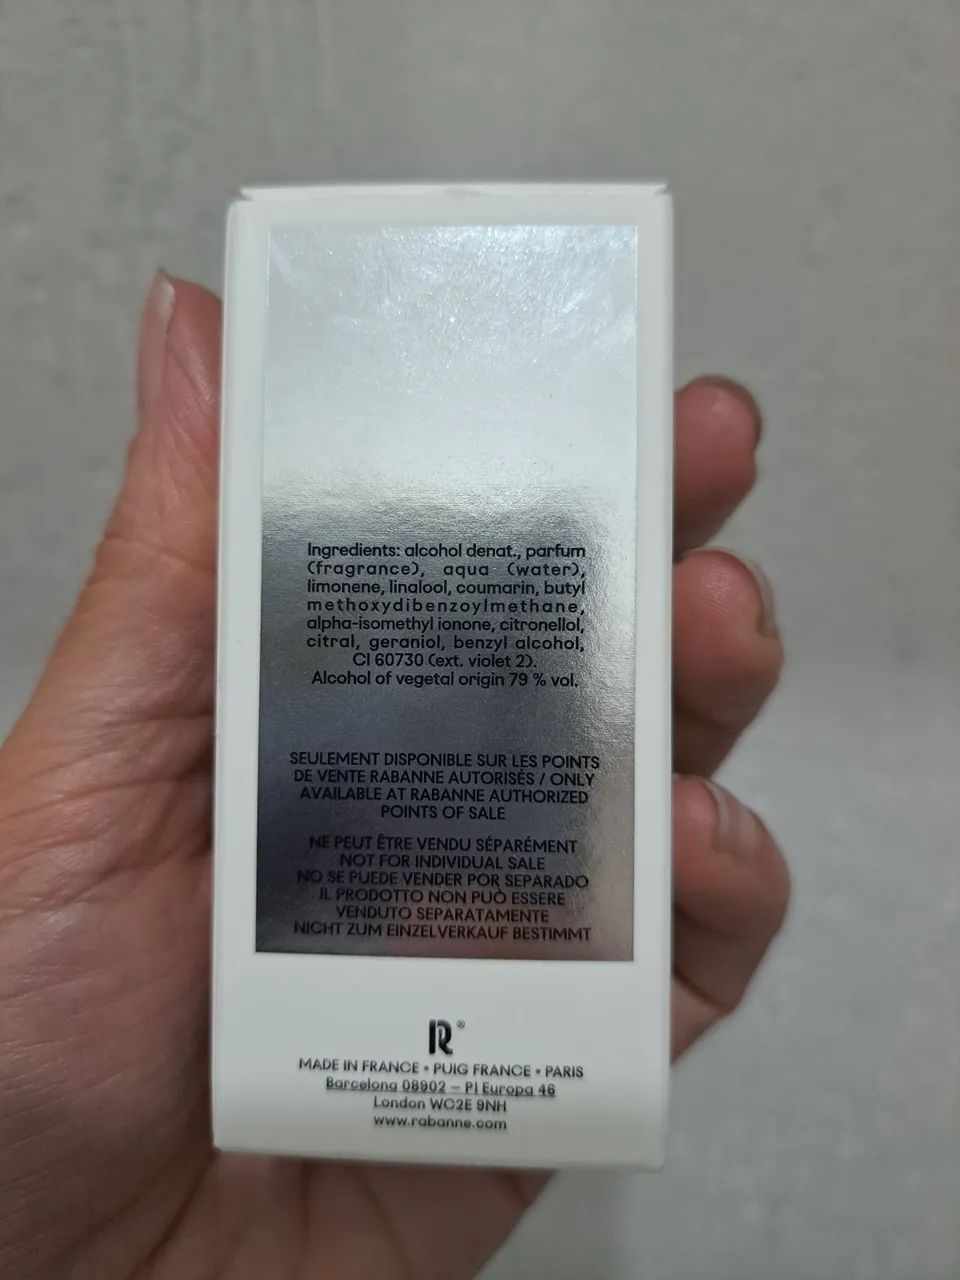 Ingredients: alcohol denat., parfum
(fragrance), aqua (water),
limonene, linalool, coumarin, butyl
methoxydibenzoylmethane,
alpha-isomethyl ionone, citronellol,
citral, geraniol, benzyl alcohol,
CI 60730 (ext. violet 2).
Alcohol of vegetal origin 79 % vol.
SEULEMENT DISPONIBLE SUR LES POINTS
DE VENTE RABANNE AUTORISÉS / ONLY
AVAILABLE AT RABANNE AUTHORIZED
POINTS OF SALE
NE PEUT ÊTRE VENDU SÉPARÉMENT
NOT FOR INDIVIDUAL SALE
NO SE PUEDE VENDER POR SEPARADO
IL PRODOTTO NON PUÒ ESSERE
VENDUTO SEPARATAMENTE
NICHT ZUM EINZELVERKAUF BESTIMMT
R®
MADE IN FRANCE • PUIG FRANCE • PARIS
Barcelona 08902 – Pl Europa 46
London WC2E 9NH
www.rabanne.com